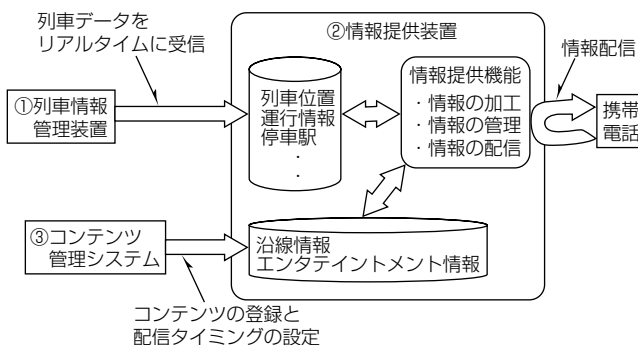 列車データを
リアルタイムに受信
②情報提供装置
情報配信
①列車情報
管理装置
列車位置
運行情報
停車駅
・
・
情報提供機能
・情報の加工
・情報の管理
・情報の配信
携帯
電話
③コンテンツ
管理システム
沿線情報
エンタテイントメント情報
コンテンツの登録と
配信タイミングの設定